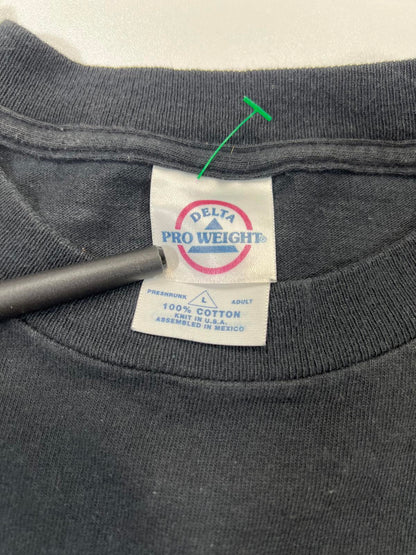 DELTA
PRO WEIGHT®
PRESHRUNK L ADULT
100% COTTON
KNIT IN U.S.A.
ASSEMBLED IN MEXICO